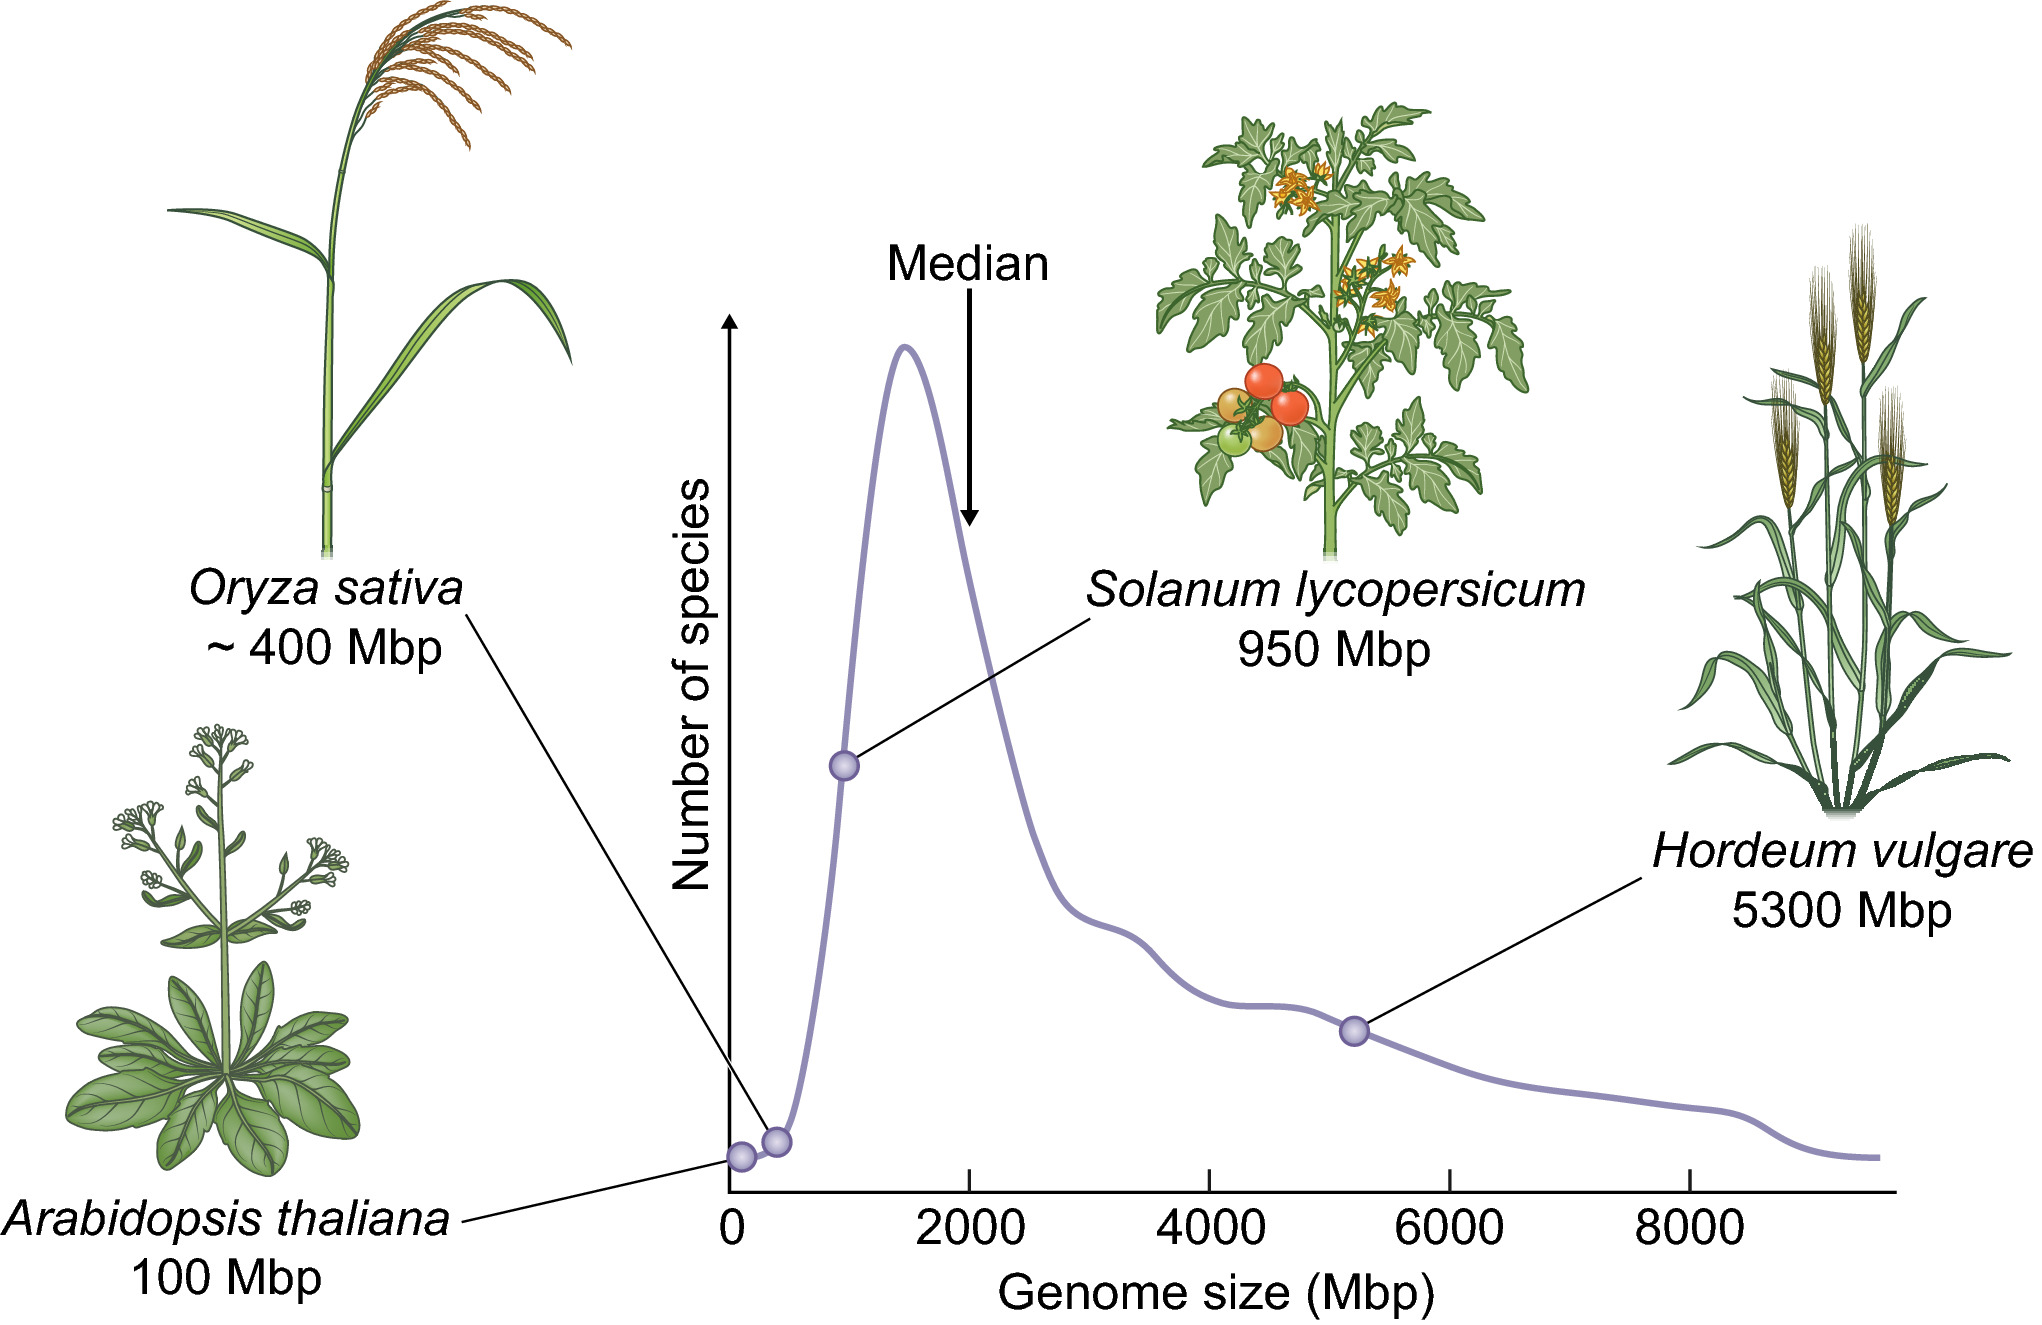 Median
Oryza sativa
~ 400 Mbp
Solanum lycopersicum
950 Mbp
Number of species
Hordeum vulgare
5300 Mbp
Arabidopsis thaliana
100 Mbp
0 2000 4000 6000 8000
Genome size (Mbp)